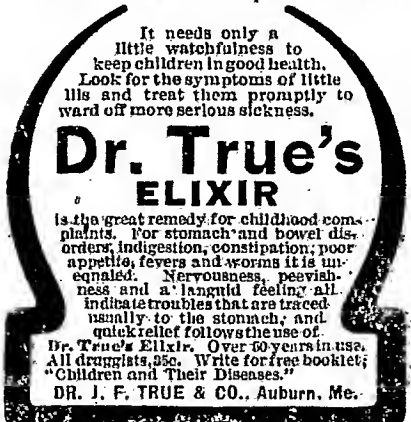 It needs only a
little watchfulness to
keep children in good health.
Look for the symptoms of little
ills and treat them promptly to
ward off more serious sickness.
Dr. True's
ELIXIR
is the great remedy for childhood com-
plaints. For stomach and bowel dis-
orders, indigestion, constipation, poor
appetite, fevers and worms it is un-
equaled. Nervousness, peevish-
ness and a languid feeling all
indicate troubles that are traced
usually to the stomach, and
quick relief follows the use of
Dr. True's Elixir. Over 50 years in use.
All druggists, 35c. Write for free booklet;
"Children and Their Diseases."
DR. J. F. TRUE & CO., Auburn, Me.